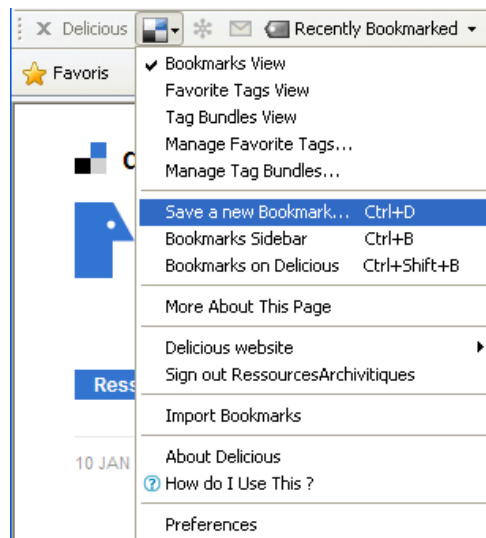 Delicious Recently Bookmarked
Favoris
Bookmarks View
Favorite Tags View
Tag Bundles View
Manage Favorite Tags...
Manage Tag Bundles...
Save a new Bookmark... Ctrl+D
Bookmarks Sidebar Ctrl+B
Bookmarks on Delicious Ctrl+Shift+B
More About This Page
Delicious website
Sign out RessourcesArchivitiques
Import Bookmarks
10 JAN
About Delicious
? How do I Use This ?
Preferences